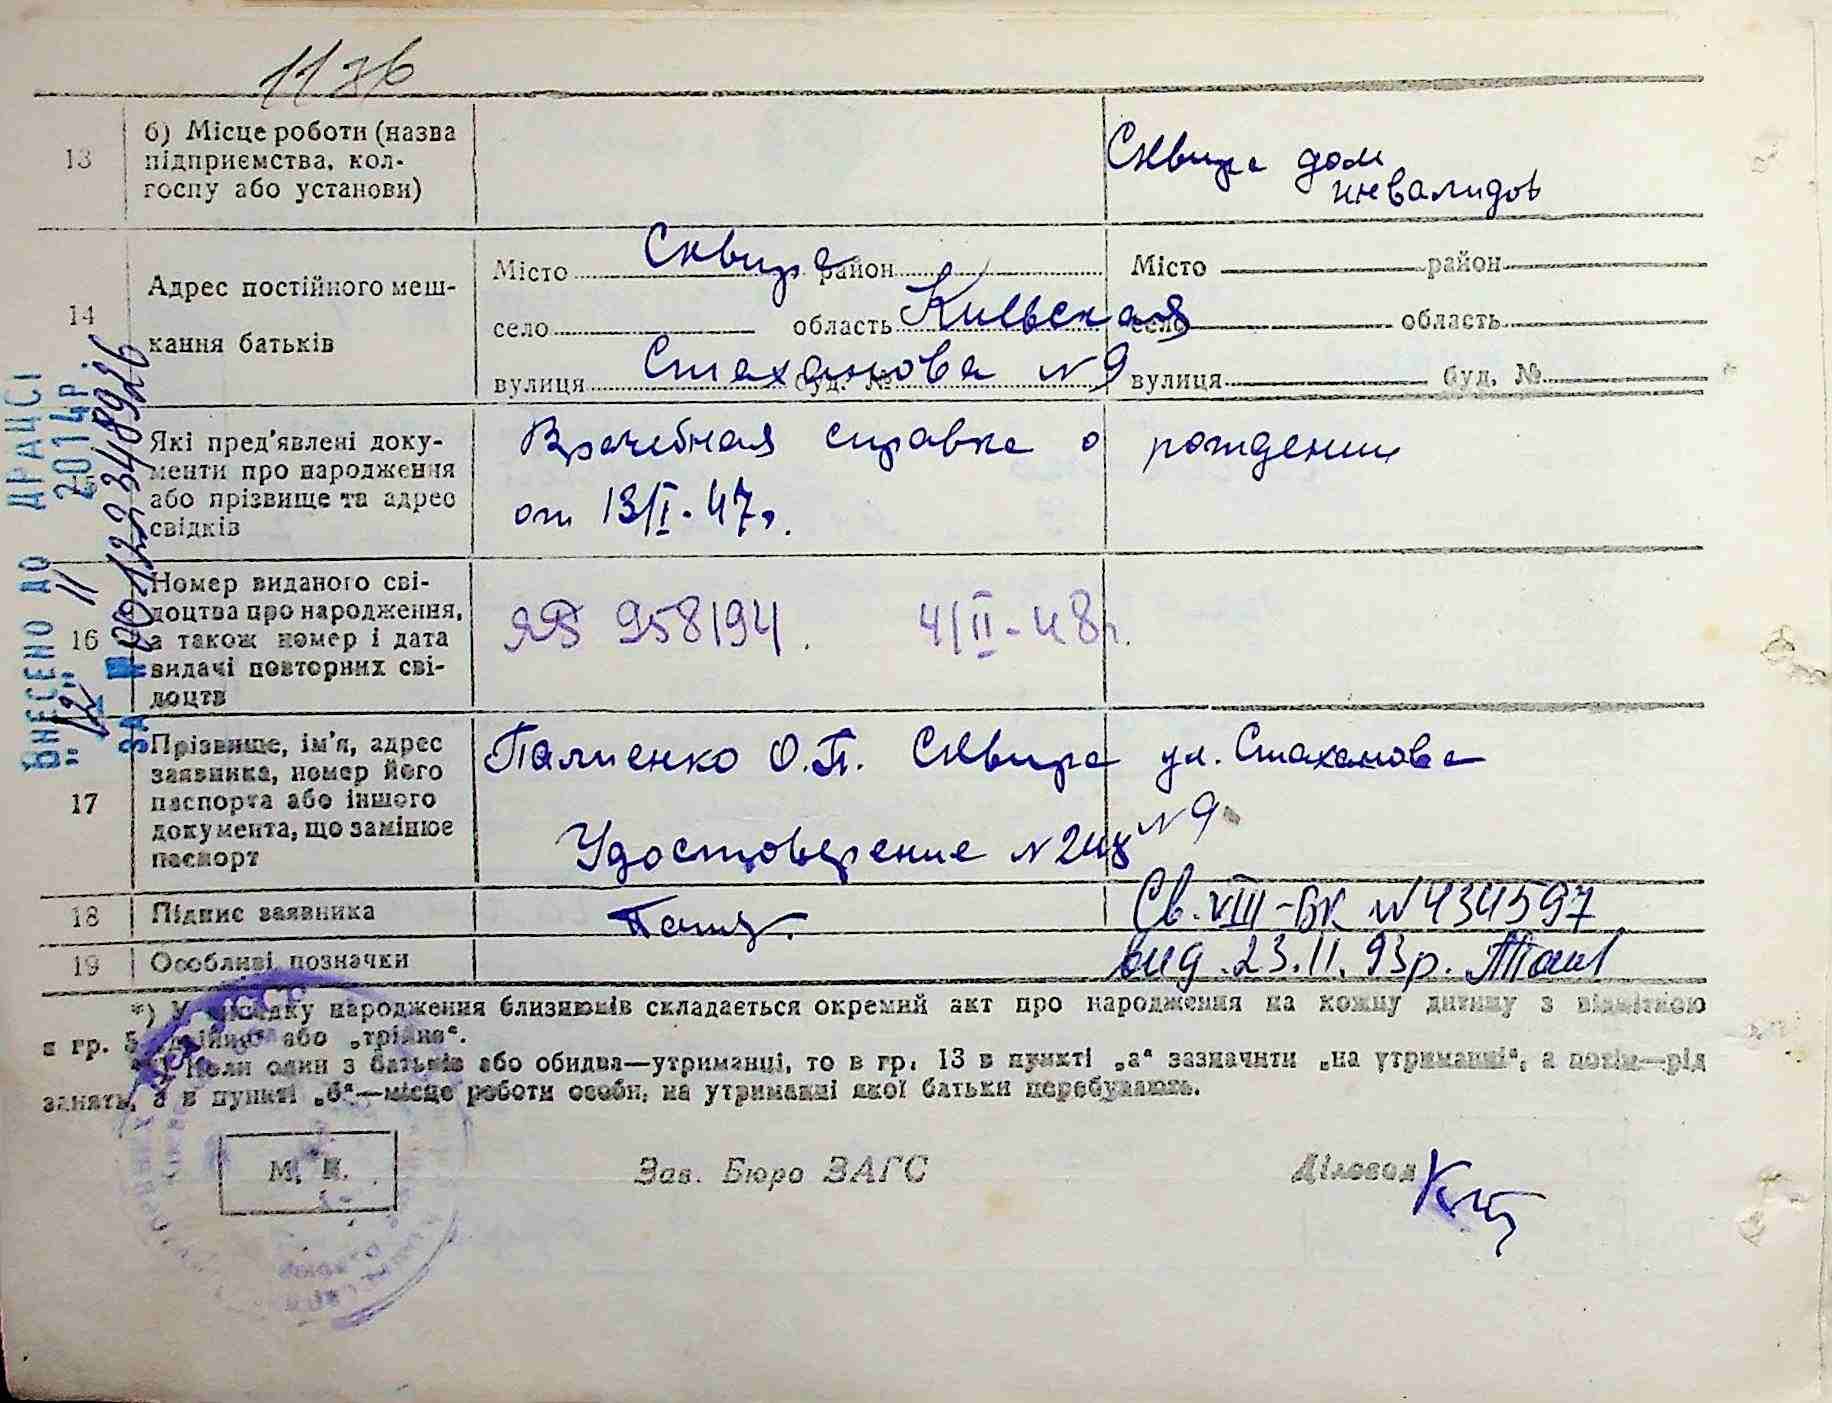 1176
13
б) Місце роботи (назва
підприємства, кол-
госпу або установи)
Сквира дом
инвалидов
14
Адрес постійного меш-
кання батьків
Місто Сквира район
село область Киевская
вулиця Стаханова буд. № №9
Місто район
село область
вулиця буд. №
Які пред'явлені доку-
менти про народження
або прізвище та адрес
свідків
Врачебная справка о рождении
от 13/I-47г.
16
Номер виданого сві-
доцтва про народження,
а також номер і дата
видачі повторних сві-
доцтв
958194. 4/II-48р.
17
Прізвище, ім'я, адрес
заявника, номер його
паспорта або іншого
документа, що замінює
паспорт
О.П. Сквира ул. Стаханова
№9
Удостоверение
18
Підпис заявника
Св. VIII-БК №434597
19
Особливі позначки
вид. 23.11.93р.
*) У випадку народження близнюків складається окремий акт про народження на кожну дитину з відміткою
в гр. 5 „двійня" або „трійня".
Коли один з батьків або обидва—утриманці, то в гр. 13 в пункті „а" зазначити „на утриманні", а потім—рід
занять, а в пункті „б"—місце роботи особи, на утриманні якої батьки перебувають.
М. П.
Зав. Бюро ЗАГС
Діловод
ВНЕСЕНО ДО ДРАЦСІ
"12" 11 2014р.
ЗА №